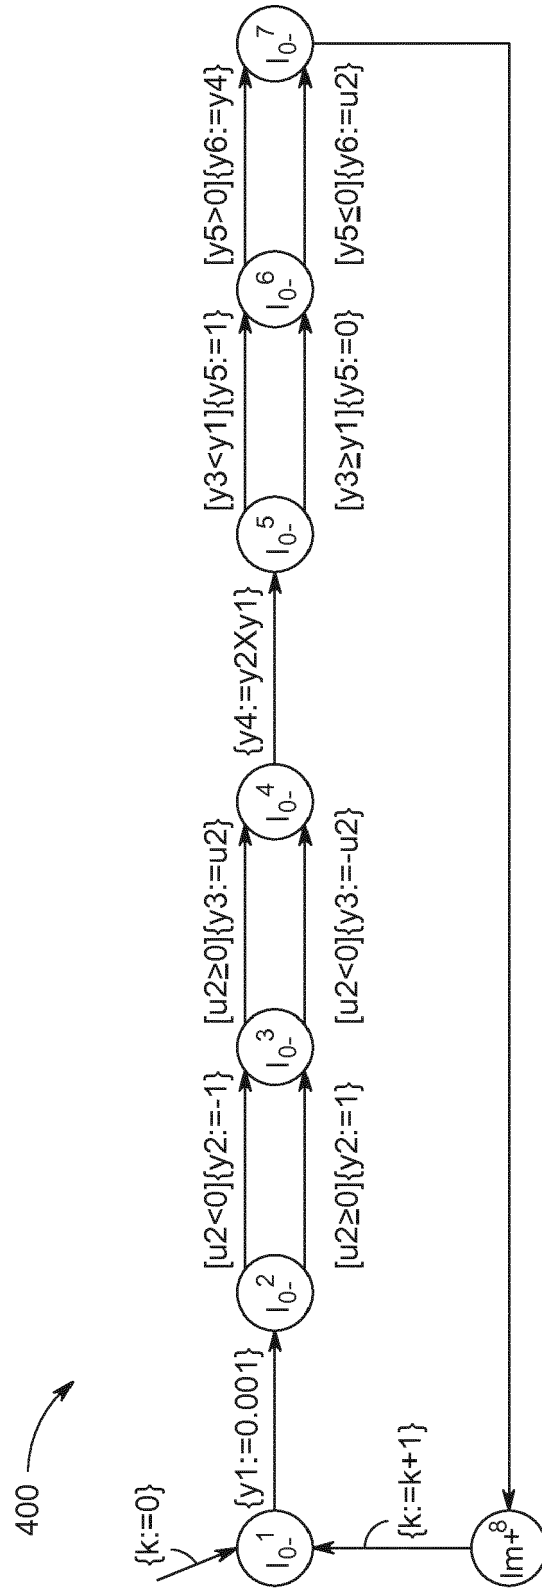 400
{k:=0}
l₀₋¹
{y1:=0.001}
l₀₋²
[u2<0]{y2:=-1}
[u2≥0]{y2:=1}
l₀₋³
[u2≥0]{y3:=u2}
[u2<0]{y3:=-u2}
l₀₋⁴
{y4:=y2Xy1}
l₀₋⁵
[y3<y1]{y5:=1}
[y3≥y1]{y5:=0}
l₀₋⁶
[y5>0]{y6:=y4}
[y5≤0]{y6:=u2}
l₀₋⁷
{k:=k+1}
lm+⁸